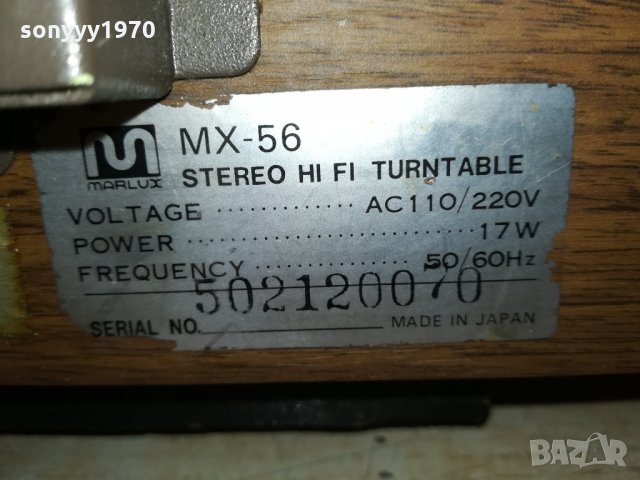 sonyyy1970
MARLUX
MX-56
STEREO HI FI TURNTABLE
VOLTAGE ............... AC110/220V
POWER ............... 17W
FREQUENCY ............... 50/60Hz
502120070
SERIAL NO.
MADE IN JAPAN
BAZAR